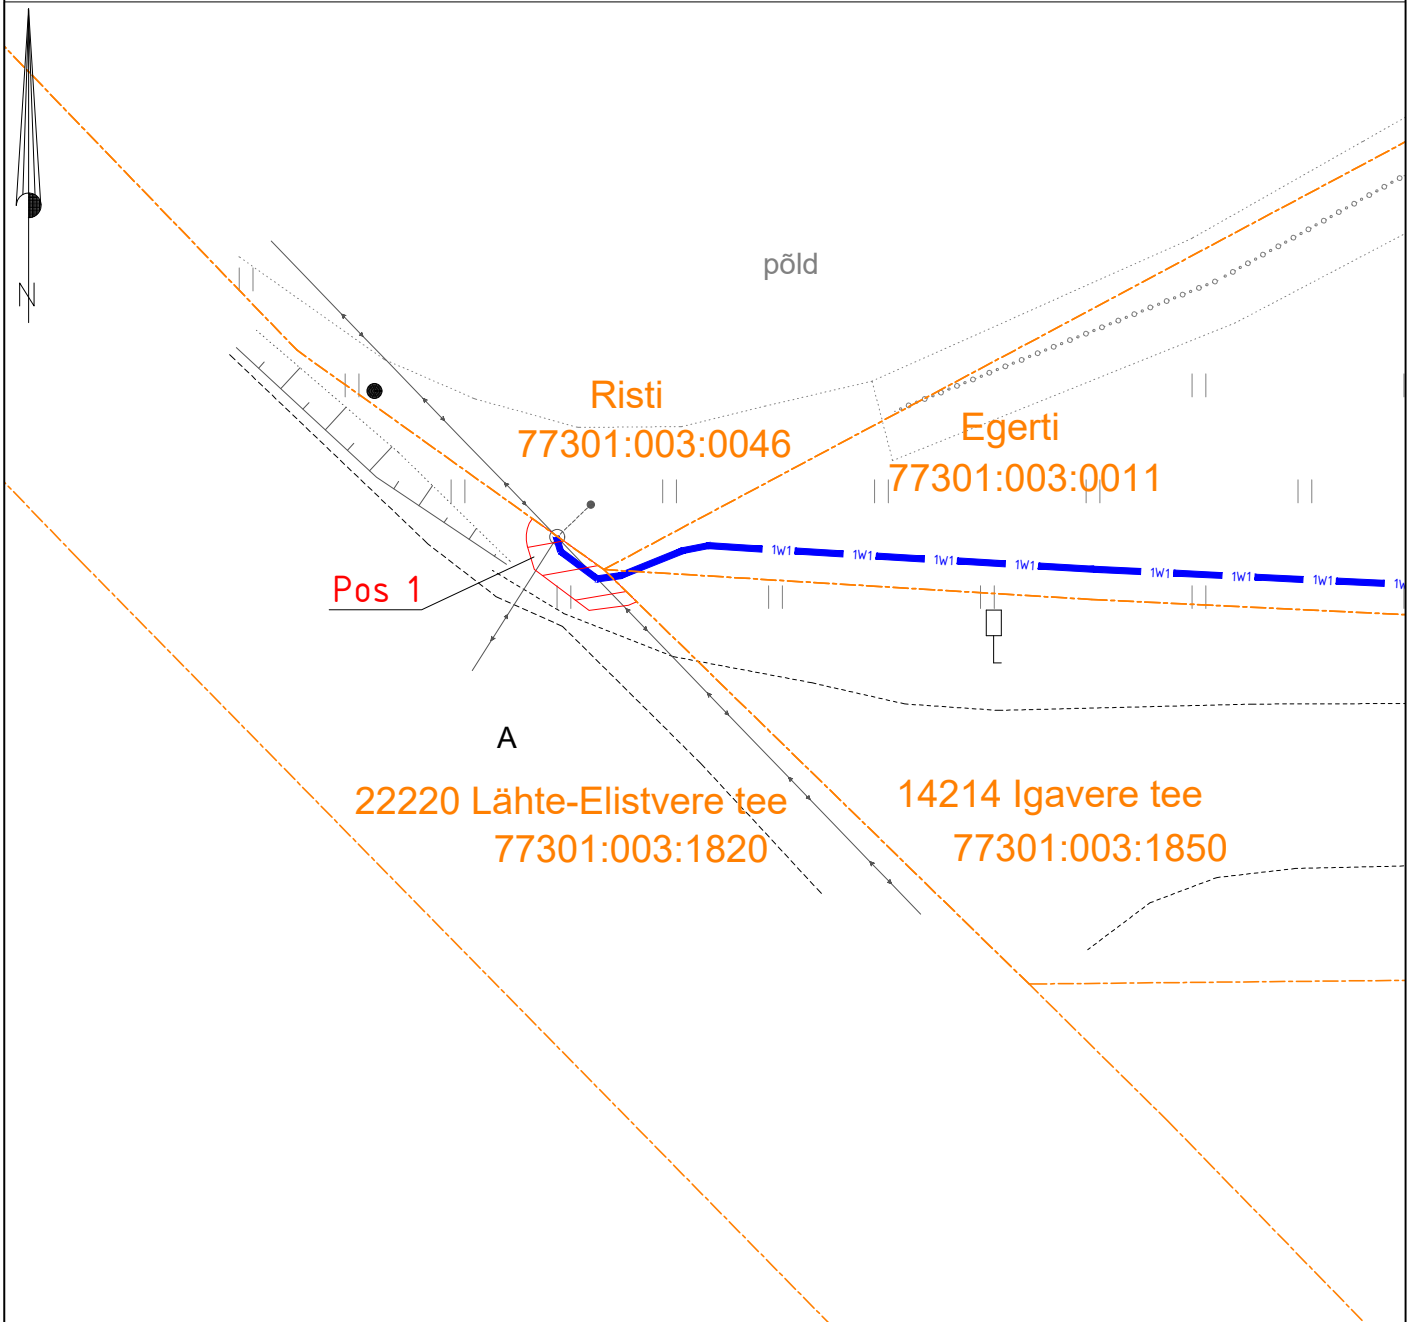 N
põld
Risti
77301:003:0046
Egerti
77301:003:0011
1W1 1W1 1W1 1W1 1W1 1W1 1W1
Pos 1
A
22220 Lähte-Elistvere tee
77301:003:1820
14214 Igavere tee
77301:003:1850